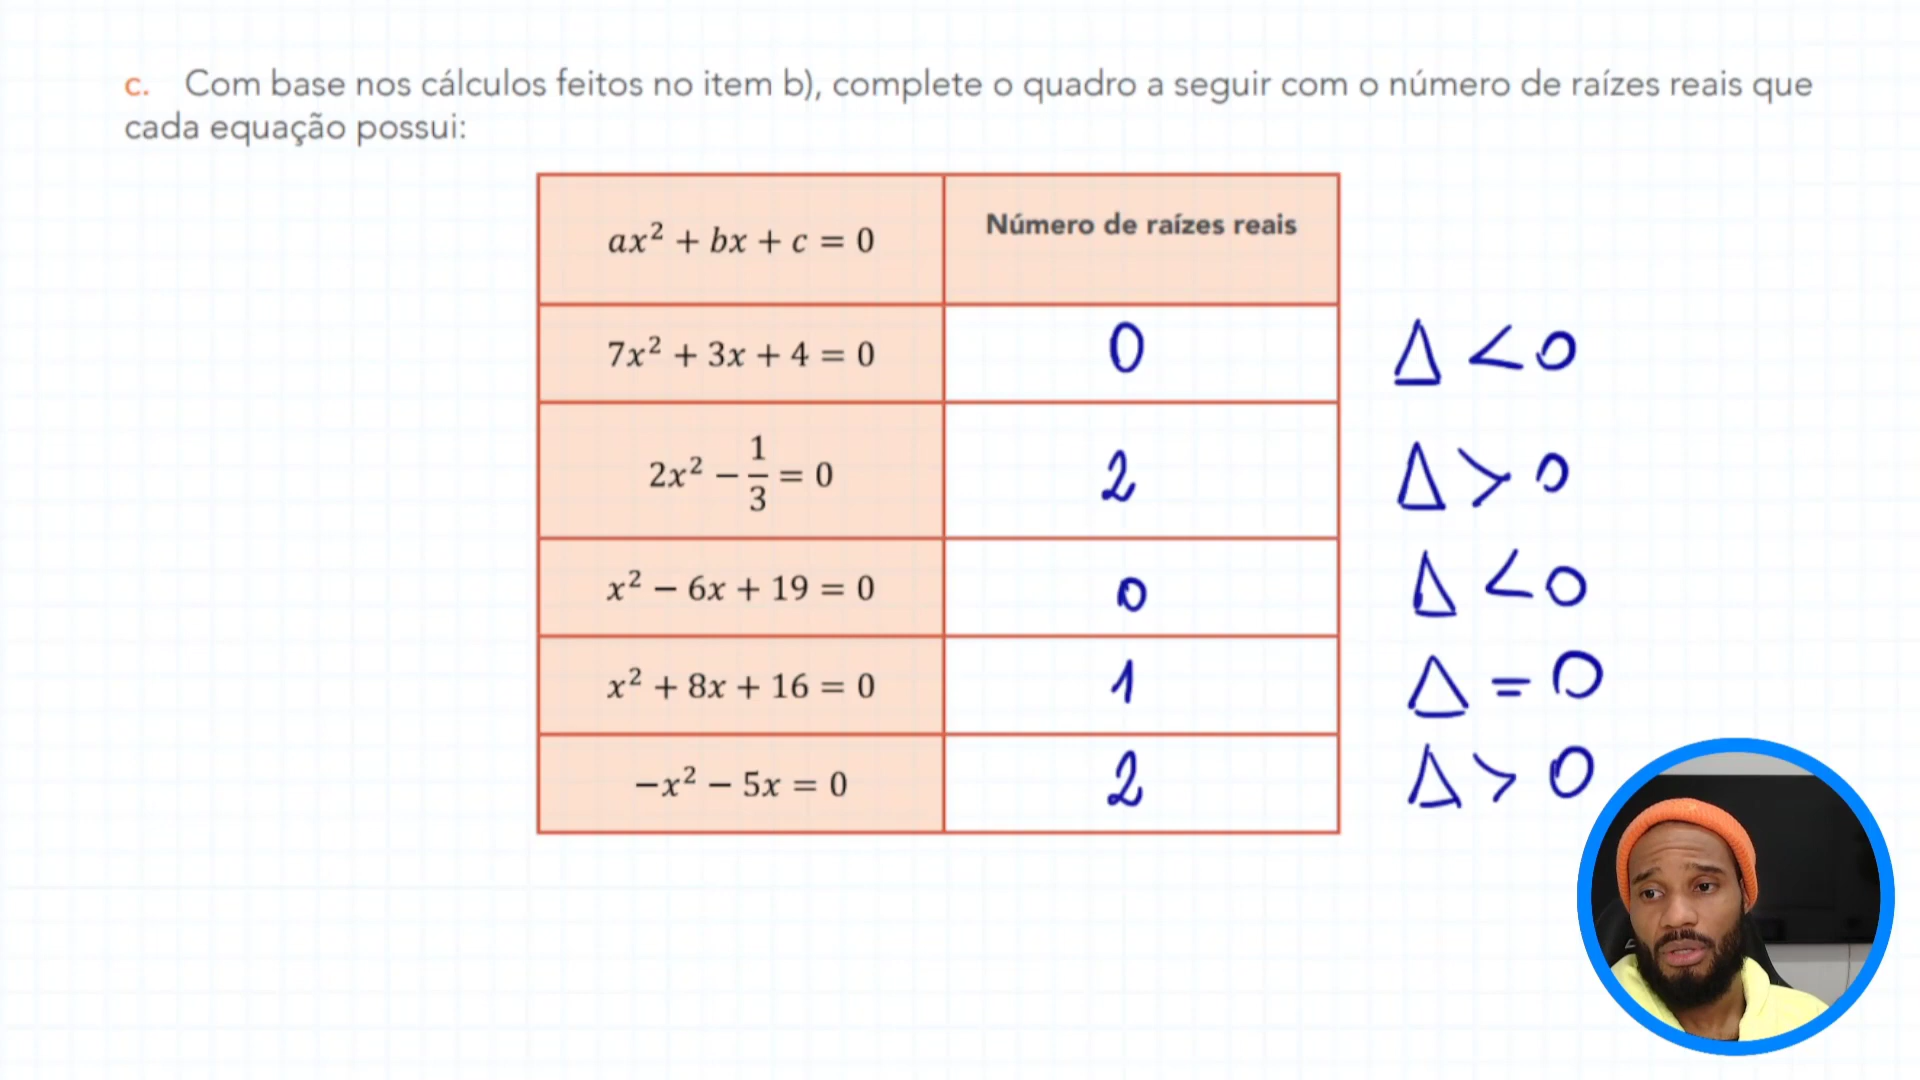 c. Com base nos cálculos feitos no item b), complete o quadro a seguir com o número de raízes reais que
cada equação possui:
ax² + bx + c = 0 Número de raízes reais
7x² + 3x + 4 = 0 0 Δ < 0
2x² − 1/3 = 0 2 Δ > 0
x² − 6x + 19 = 0 0 Δ < 0
x² + 8x + 16 = 0 1 Δ = 0
−x² − 5x = 0 2 Δ > 0